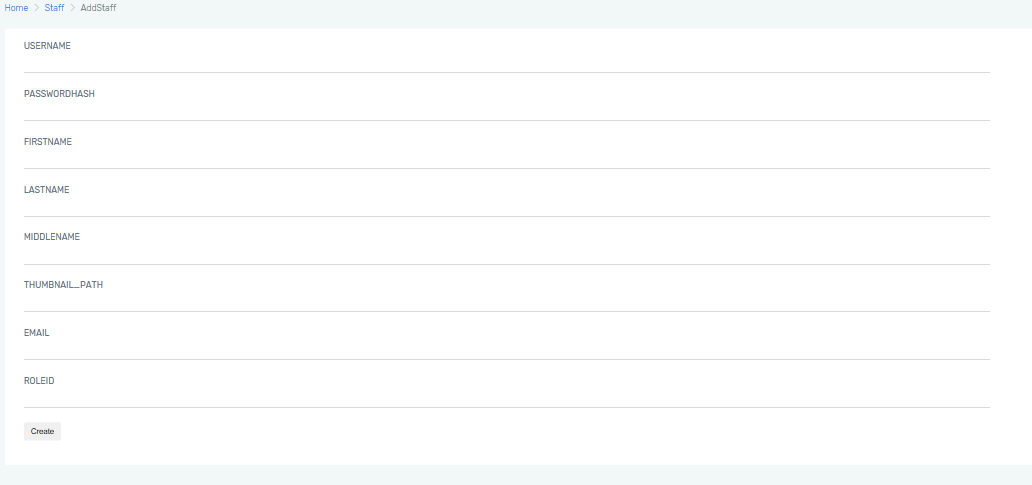 Home > Staff > AddStaff
USERNAME
PASSWORDHASH
FIRSTNAME
LASTNAME
MIDDLENAME
THUMBNAIL_PATH
EMAIL
ROLEID
Create